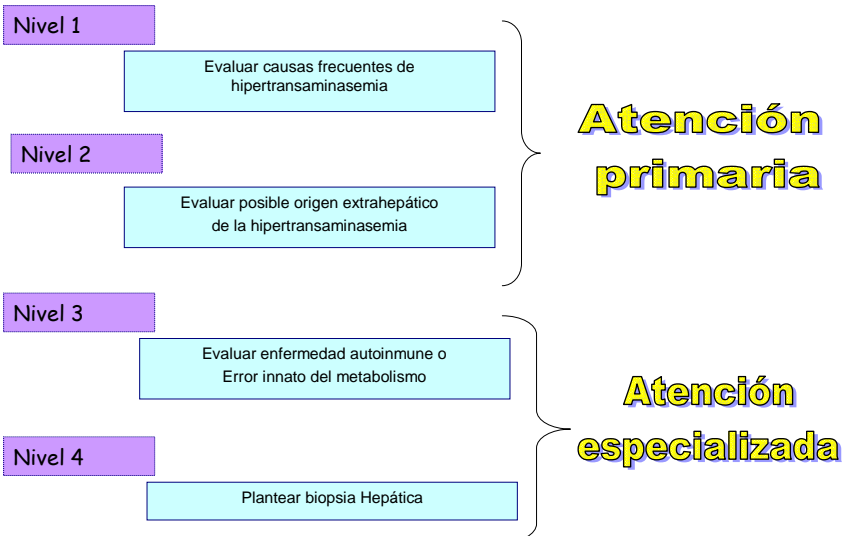 Nivel 1
Evaluar causas frecuentes de
hipertransaminasemia
Nivel 2
Evaluar posible origen extrahepático
de la hipertransaminasemia
Atención
primaria
Nivel 3
Evaluar enfermedad autoinmune o
Error innato del metabolismo
Nivel 4
Plantear biopsia Hepática
Atención
especializada